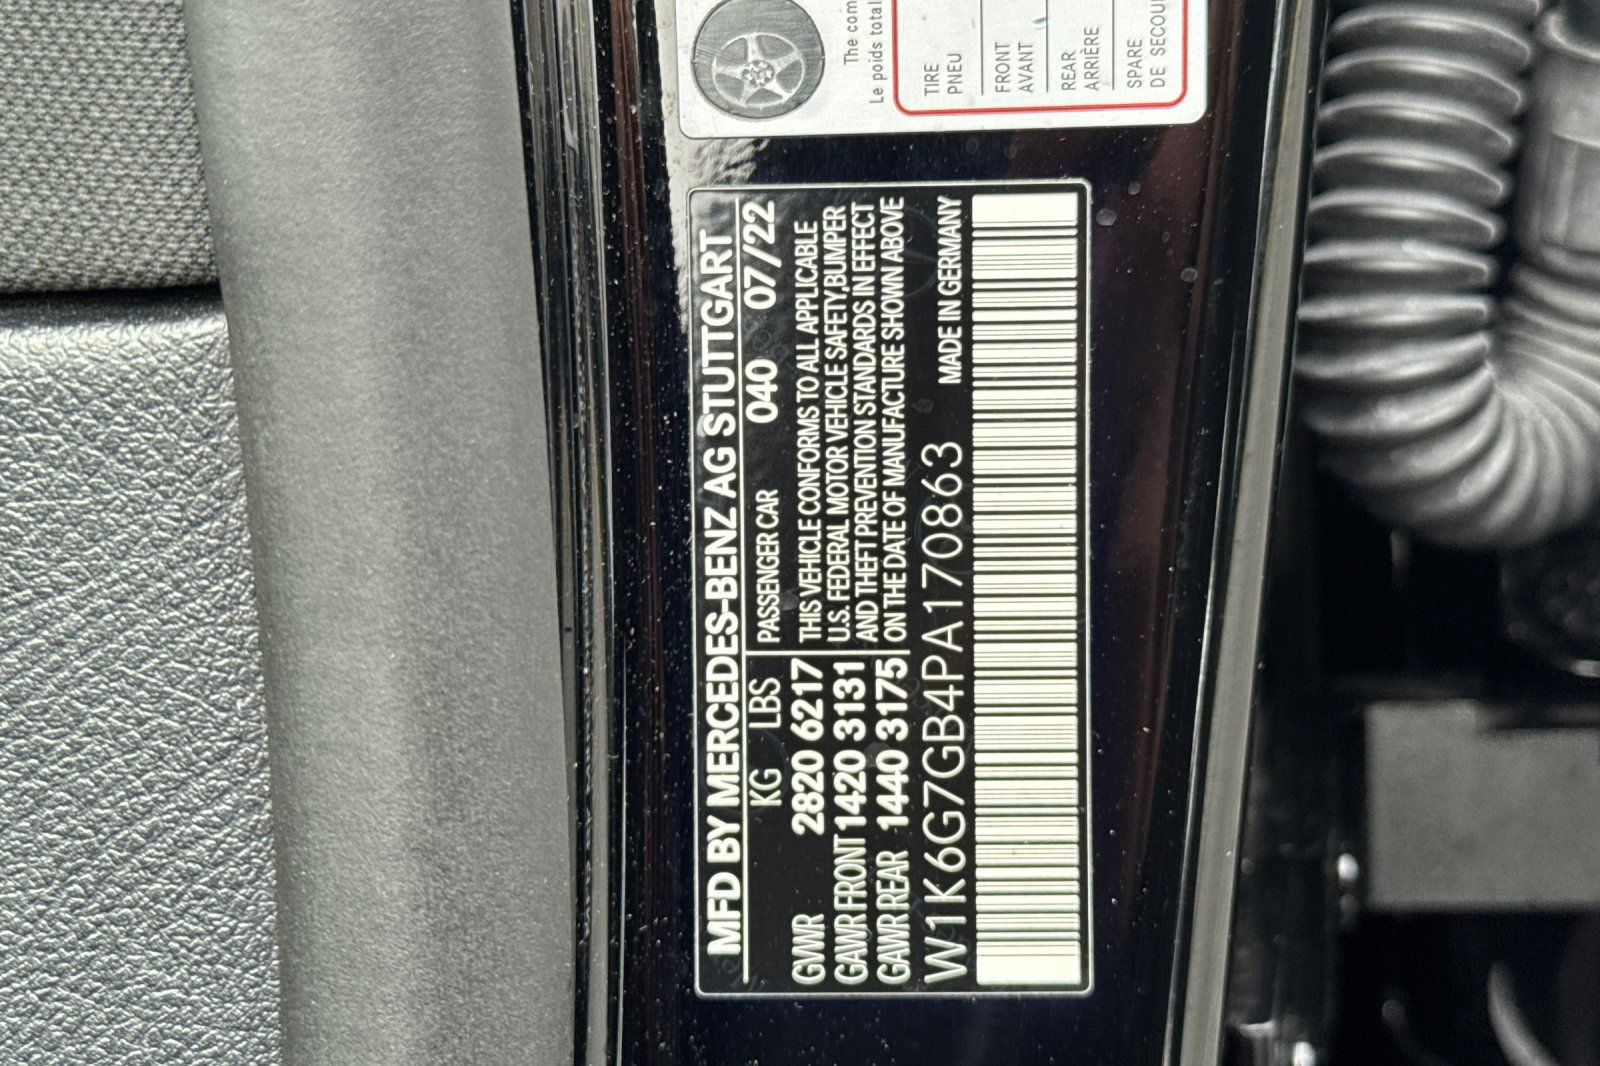 MFD BY MERCEDES-BENZ AG STUTTGART
KG LBS
PASSENGER CAR 040 07/22
GVWR 2820 6217
GAWR FRONT 1420 3131
GAWR REAR 1440 3175
THIS VEHICLE CONFORMS TO ALL APPLICABLE
U.S. FEDERAL MOTOR VEHICLE SAFETY,BUMPER
AND THEFT PREVENTION STANDARDS IN EFFECT
ON THE DATE OF MANUFACTURE SHOWN ABOVE
W1K6G7GB4PA170863 MADE IN GERMANY
The com
Le poids total
TIRE
PNEU
FRONT
AVANT
REAR
ARRIÈRE
SPARE
DE SECOU